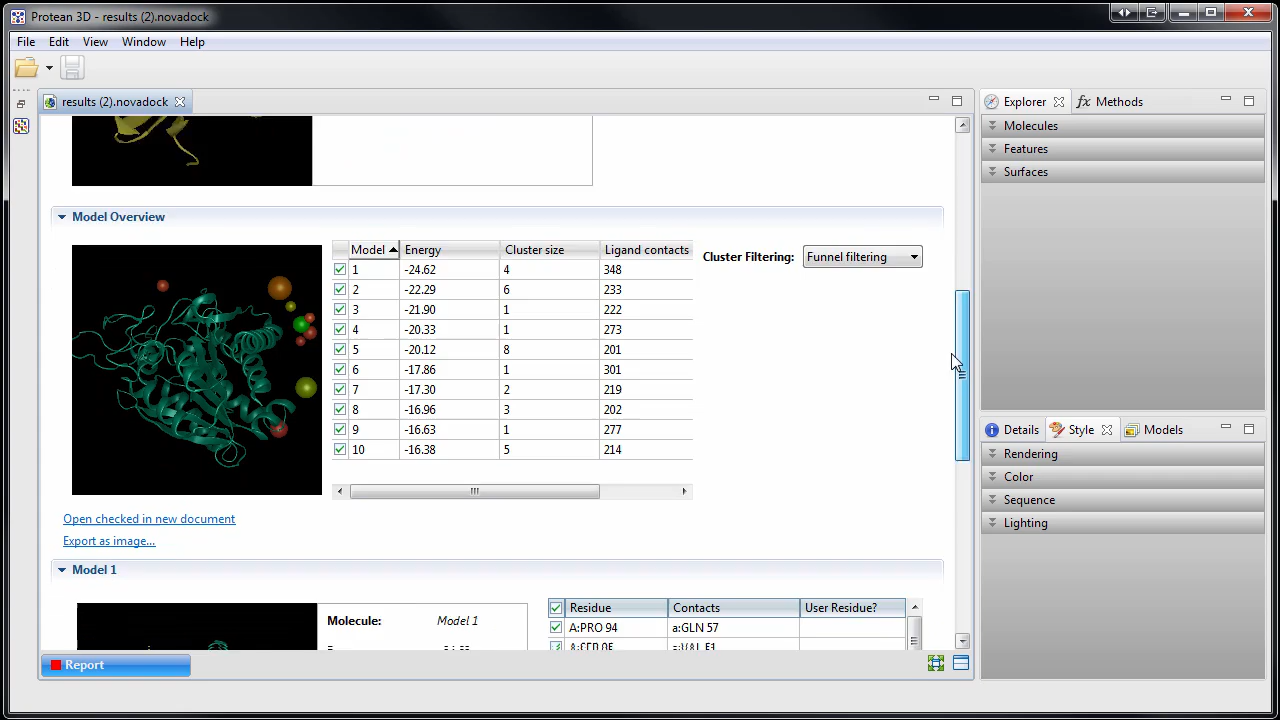 Protean 3D - results (2).novadock
File Edit View Window Help
results (2).novadock
Explorer Methods
Molecules
Features
Surfaces
Model Overview
Model Energy Cluster size Ligand contacts
Cluster Filtering: Funnel filtering
1 -24.62 4 348
2 -22.29 6 233
3 -21.90 1 222
4 -20.33 1 273
5 -20.12 8 201
6 -17.86 1 301
7 -17.30 2 219
8 -16.96 3 202
9 -16.63 1 277
10 -16.38 5 214
Open checked in new document
Export as image...
Details Style Models
Rendering
Color
Sequence
Lighting
Model 1
Molecule: Model 1
Residue Contacts User Residue?
A:PRO 94 a:GLN 57
Report